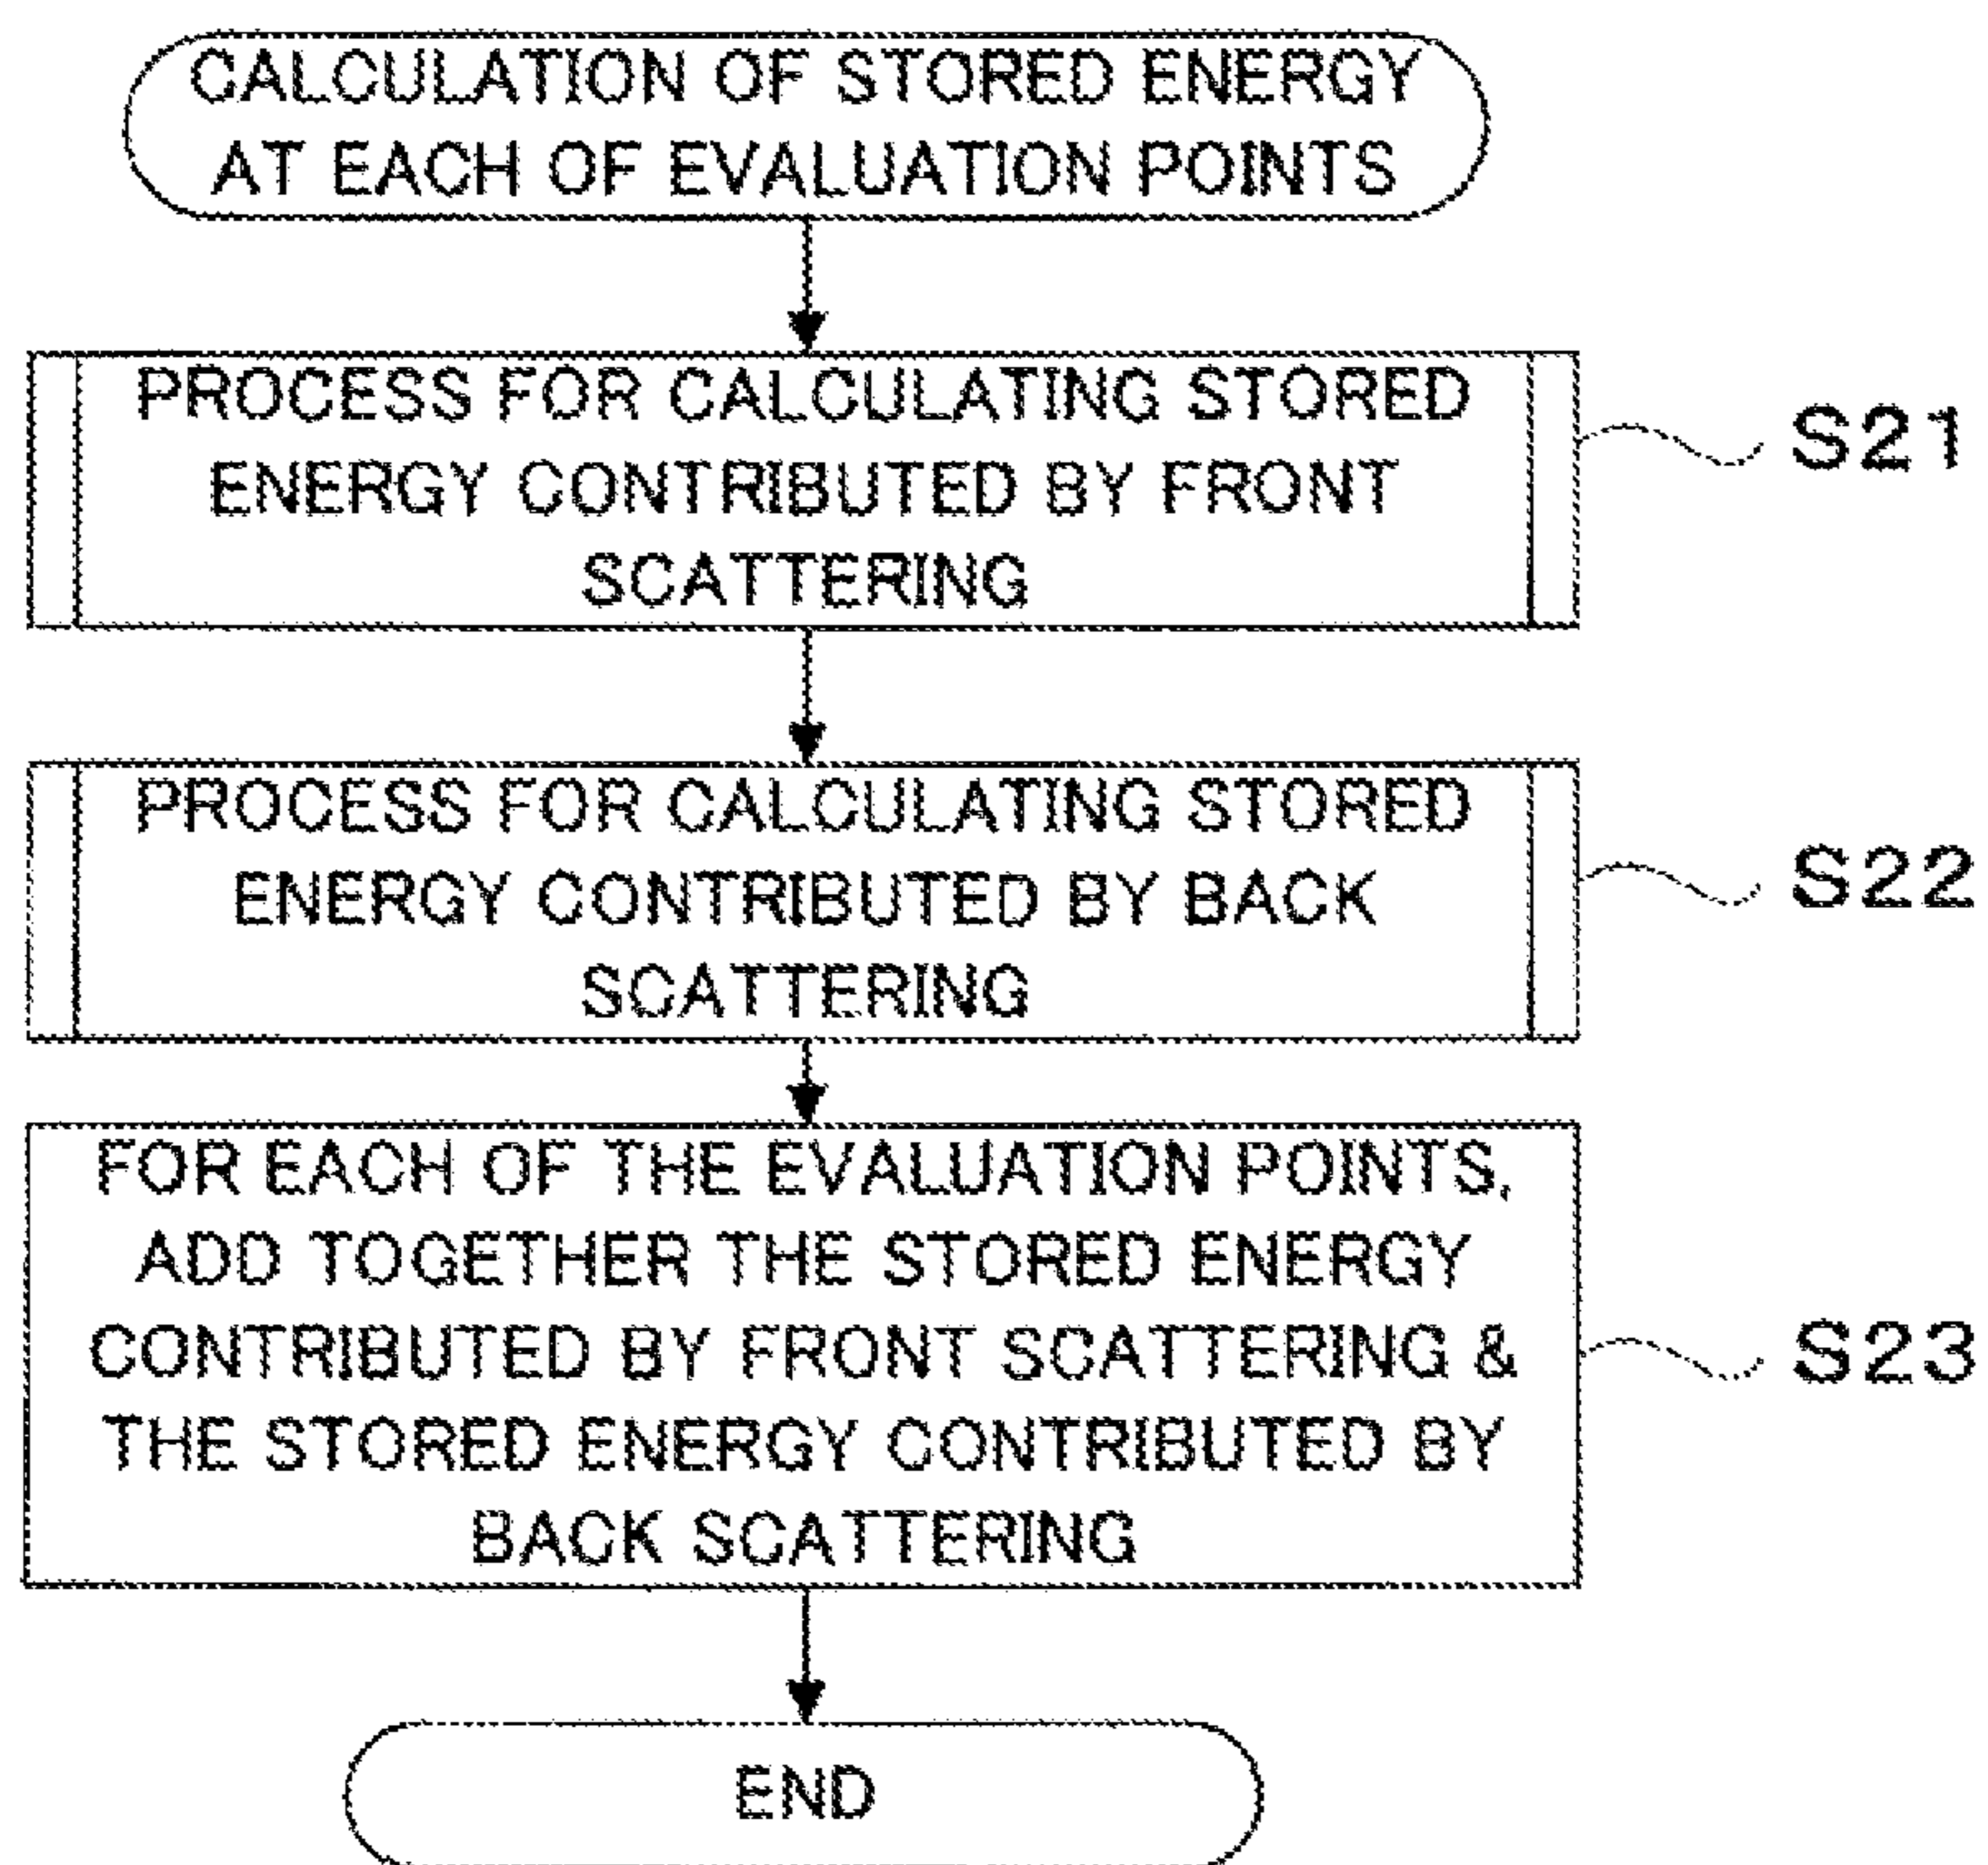 CALCULATION OF STORED ENERGY
AT EACH OF EVALUATION POINTS
PROCESS FOR CALCULATING STORED
ENERGY CONTRIBUTED BY FRONT
SCATTERING
S21
PROCESS FOR CALCULATING STORED
ENERGY CONTRIBUTED BY BACK
SCATTERING
S22
FOR EACH OF THE EVALUATION POINTS,
ADD TOGETHER THE STORED ENERGY
CONTRIBUTED BY FRONT SCATTERING &
THE STORED ENERGY CONTRIBUTED BY
BACK SCATTERING
S23
END